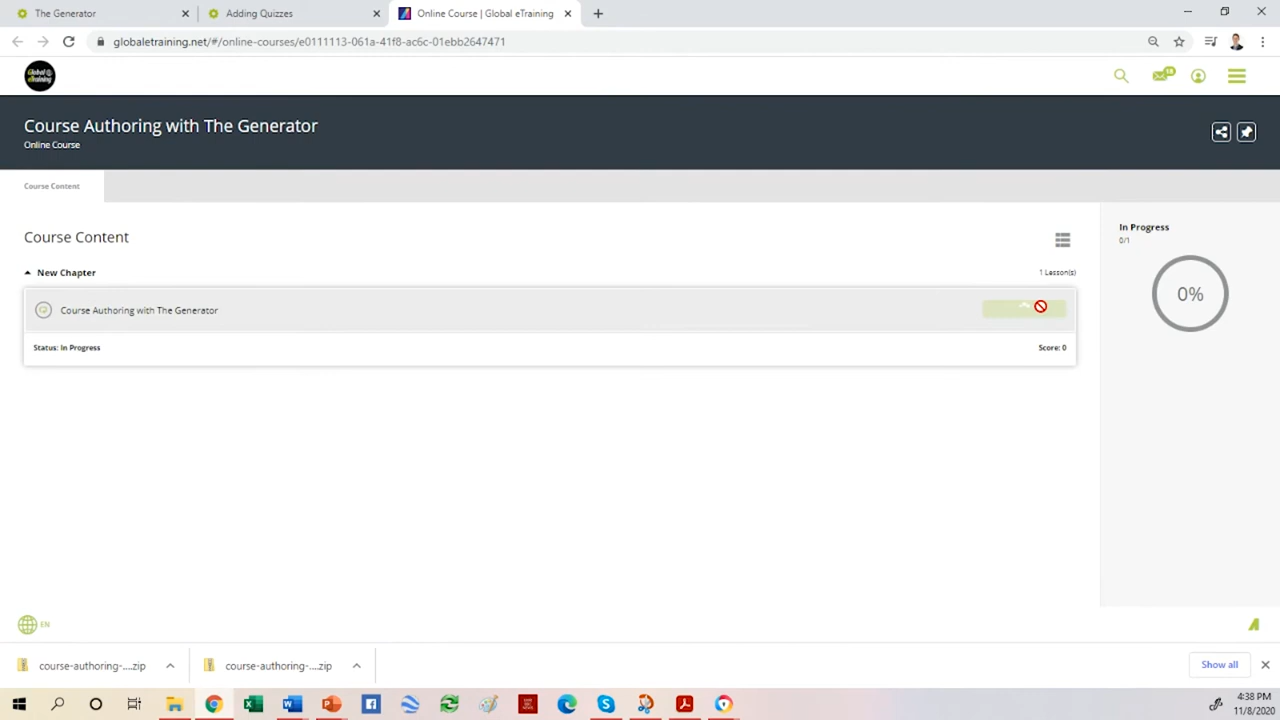 The Generator
Adding Quizzes
Online Course | Global eTraining
globaletraining.net/#/online-courses/e0111113-061a-41f8-ac6c-01ebb2647471
Global
eTraining
18
Course Authoring with The Generator
Online Course
Course Content
Course Content
New Chapter
1 Lesson(s)
Course Authoring with The Generator
Status: In Progress
Score: 0
In Progress
0/1
0%
EN
course-authoring-....zip
course-authoring-....zip
Show all
4:38 PM
11/8/2020